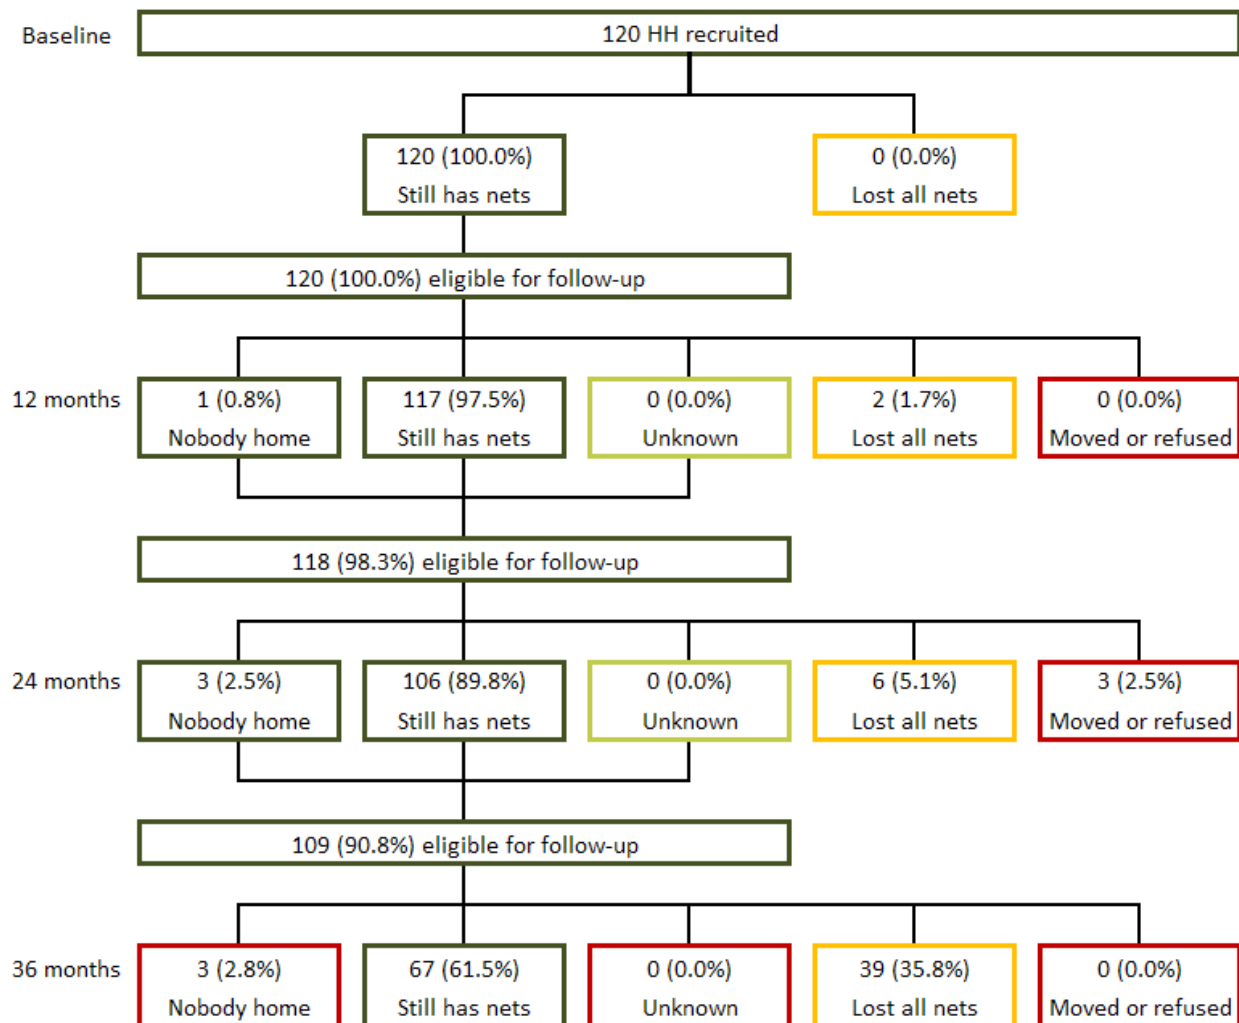 Baseline
120 HH recruited
120 (100.0%)
Still has nets
0 (0.0%)
Lost all nets
120 (100.0%) eligible for follow-up
12 months
1 (0.8%)
Nobody home
117 (97.5%)
Still has nets
0 (0.0%)
Unknown
2 (1.7%)
Lost all nets
0 (0.0%)
Moved or refused
118 (98.3%) eligible for follow-up
24 months
3 (2.5%)
Nobody home
106 (89.8%)
Still has nets
0 (0.0%)
Unknown
6 (5.1%)
Lost all nets
3 (2.5%)
Moved or refused
109 (90.8%) eligible for follow-up
36 months
3 (2.8%)
Nobody home
67 (61.5%)
Still has nets
0 (0.0%)
Unknown
39 (35.8%)
Lost all nets
0 (0.0%)
Moved or refused